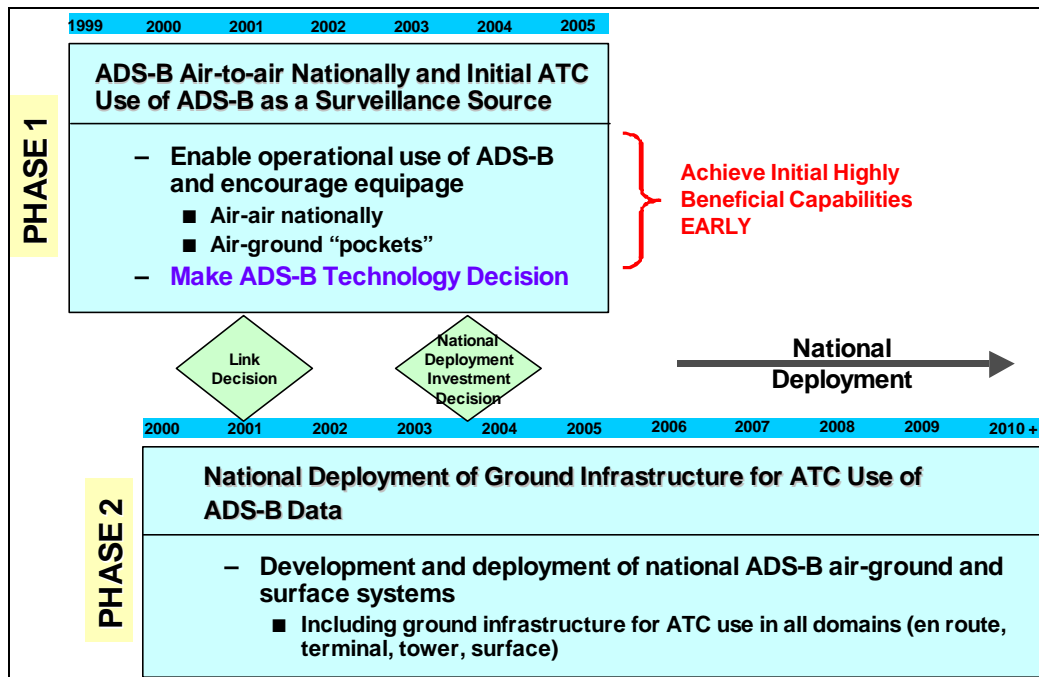 1999 2000 2001 2002 2003 2004 2005
PHASE 1
ADS-B Air-to-air Nationally and Initial ATC
Use of ADS-B as a Surveillance Source
– Enable operational use of ADS-B
and encourage equipage
■ Air-air nationally
■ Air-ground “pockets”
– Make ADS-B Technology Decision
Achieve Initial Highly
Beneficial Capabilities
EARLY
Link
Decision
National
Deployment
Investment
Decision
National
Deployment
2000 2001 2002 2003 2004 2005 2006 2007 2008 2009 2010 +
PHASE 2
National Deployment of Ground Infrastructure for ATC Use of
ADS-B Data
– Development and deployment of national ADS-B air-ground and
surface systems
■ Including ground infrastructure for ATC use in all domains (en route,
terminal, tower, surface)